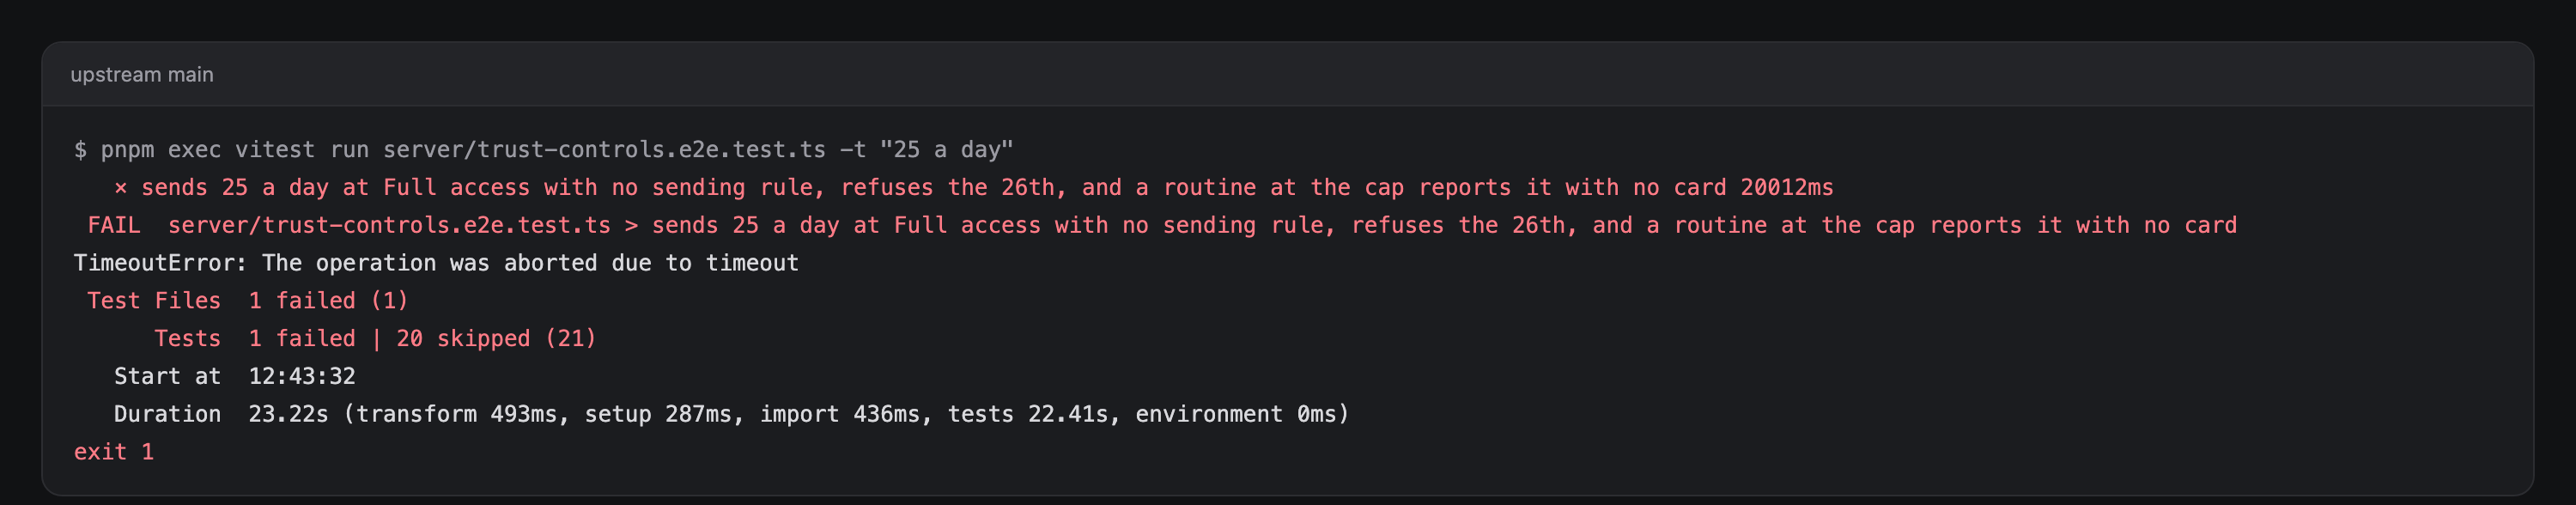 upstream main
$ pnpm exec vitest run server/trust-controls.e2e.test.ts -t "25 a day"
× sends 25 a day at Full access with no sending rule, refuses the 26th, and a routine at the cap reports it with no card 20012ms
FAIL  server/trust-controls.e2e.test.ts > sends 25 a day at Full access with no sending rule, refuses the 26th, and a routine at the cap reports it with no card
TimeoutError: The operation was aborted due to timeout
Test Files  1 failed (1)
Tests  1 failed | 20 skipped (21)
Start at  12:43:32
Duration  23.22s (transform 493ms, setup 287ms, import 436ms, tests 22.41s, environment 0ms)
exit 1